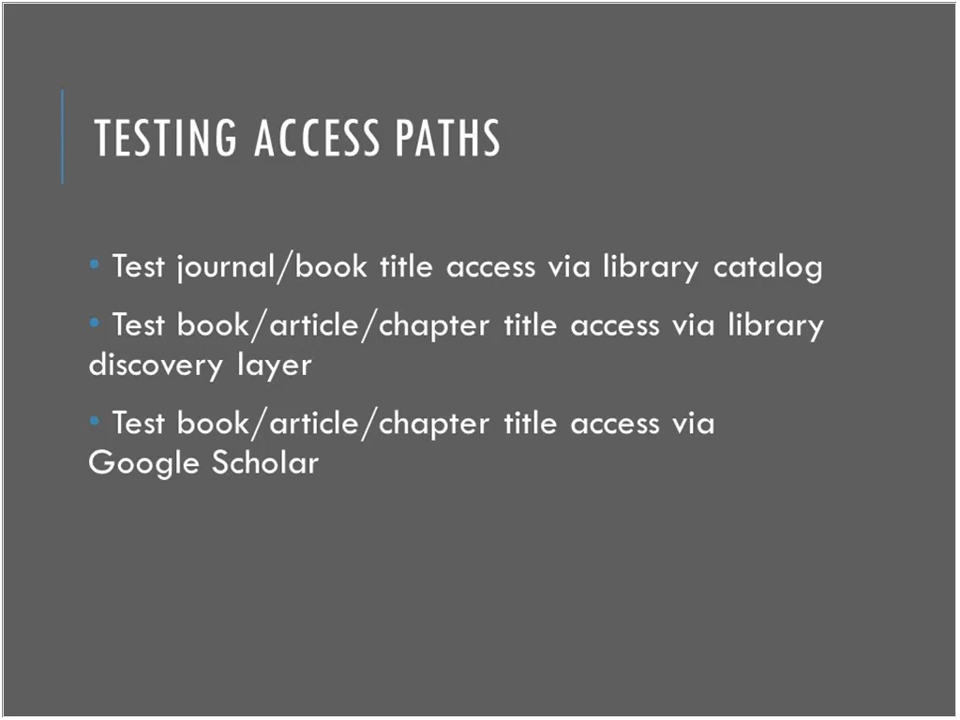 TESTING ACCESS PATHS
• Test journal/book title access via library catalog
• Test book/article/chapter title access via library
discovery layer
• Test book/article/chapter title access via
Google Scholar